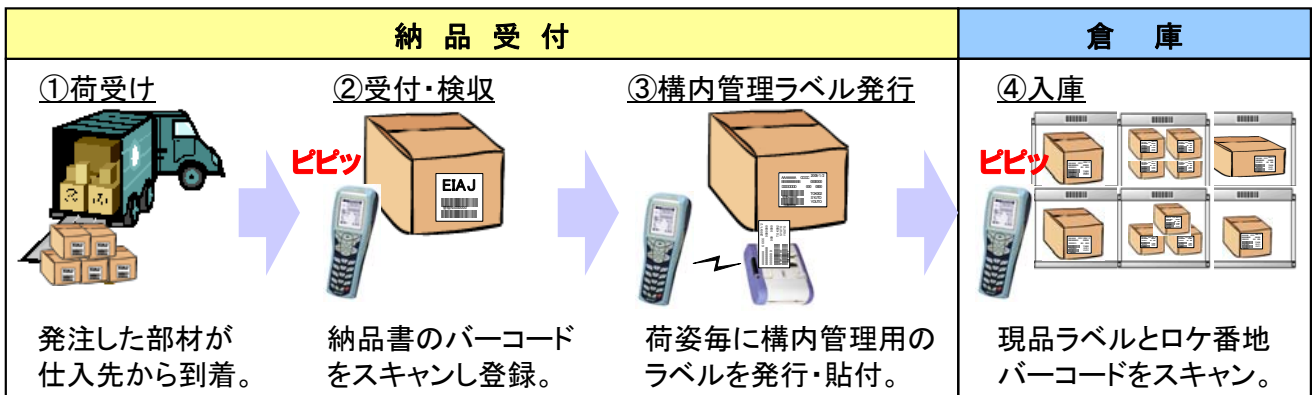 納品受付
倉庫
①荷受け
②受付・検収
③構内管理ラベル発行
④入庫
ピピッ
EIAJ
ピピッ
発注した部材が
仕入先から到着。
納品書のバーコード
をスキャンし登録。
荷姿毎に構内管理用の
ラベルを発行・貼付。
現品ラベルとロケ番地
バーコードをスキャン。